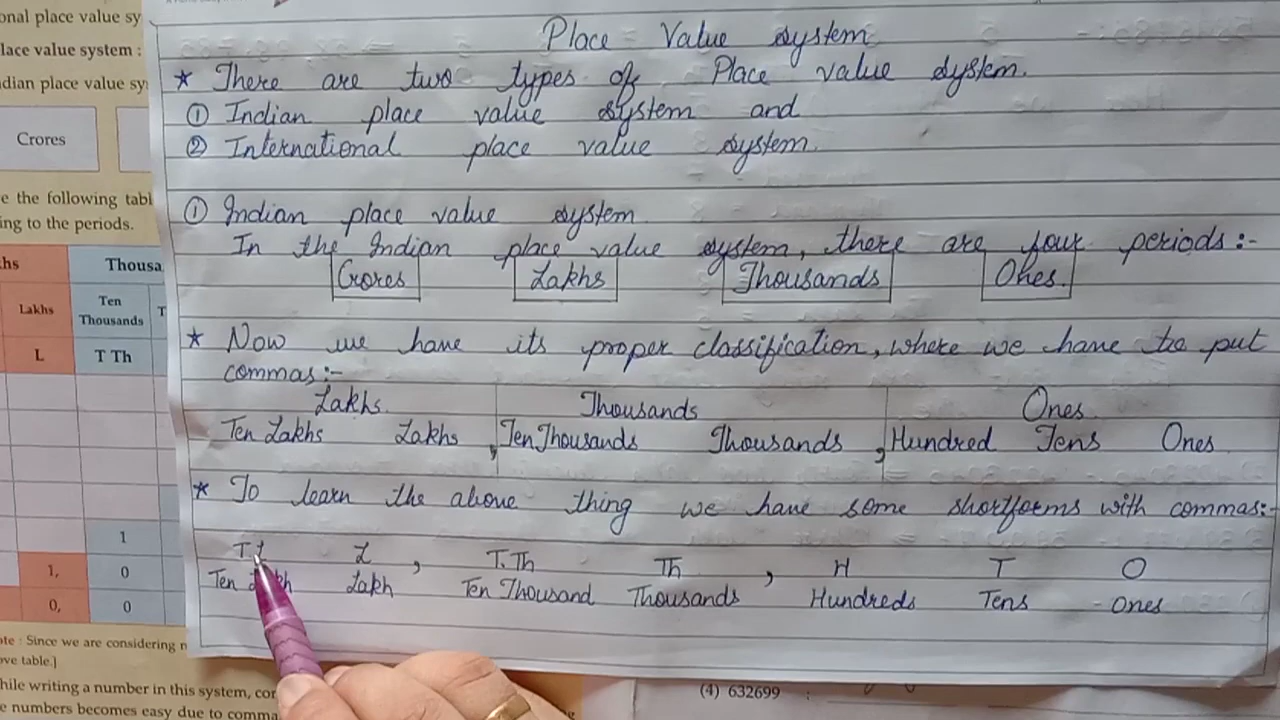 Place Value system
* There are two types of Place value system.
① Indian place value system and
② International place value system.
① Indian place value system
In the Indian place value system, there are four periods:-
Crores Lakhs Thousands Ones
* Now we have its proper classification, where we have to put
commas:-
Lakhs Thousands Ones
Ten Lakhs Lakhs , Ten Thousands Thousands , Hundred Tens Ones
* To learn the above thing we have some shortforms with commas:-
T.L L , T.Th Th , H T O
Ten Lakh Lakh Ten Thousand Thousands Hundreds Tens Ones
onal place value sy
lace value system :
ndian place value sy
Crores
e the following tabl
ing to the periods.
hs Thousa
Lakhs Ten Thousands T
L T Th
1
1, 0
0, 0
ote : Since we are considering n
ove table.]
hile writing a number in this system, con
e numbers becomes easy due to comma
(4) 632699 :